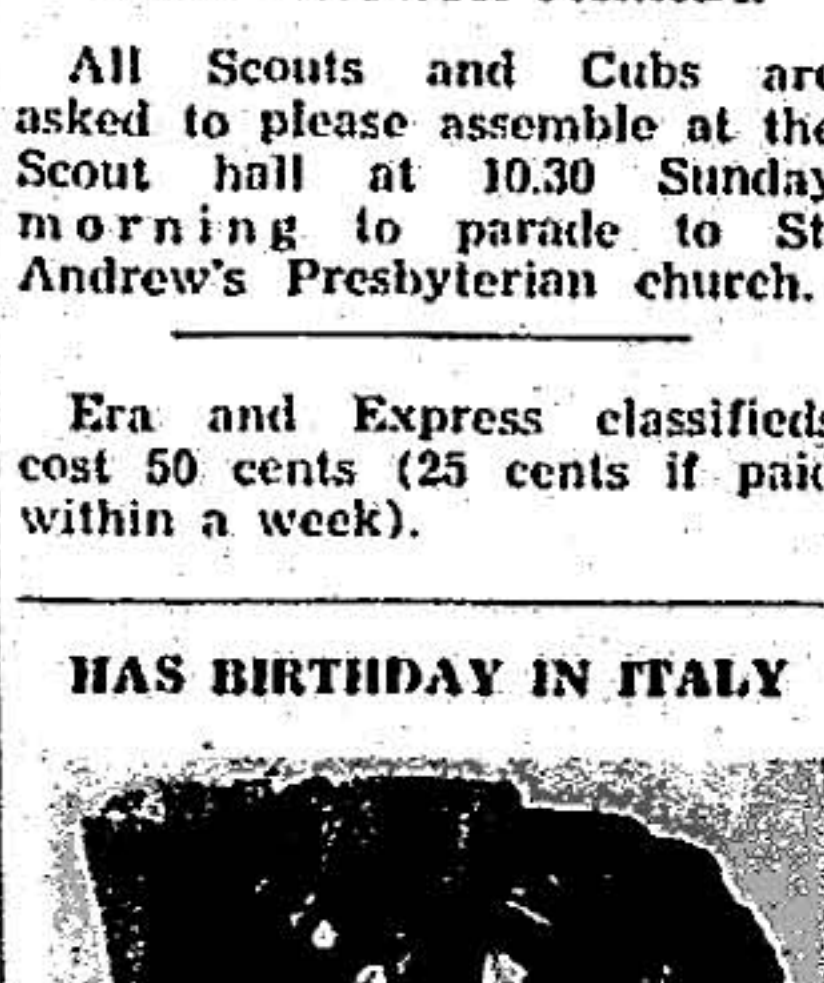 All Scouts and Cubs are
asked to please assemble at the
Scout hall at 10.30 Sunday
morning to parade to St
Andrew's Presbyterian church.
Era and Express classifieds
cost 50 cents (25 cents if paid
within a week).
HAS BIRTHDAY IN ITALY